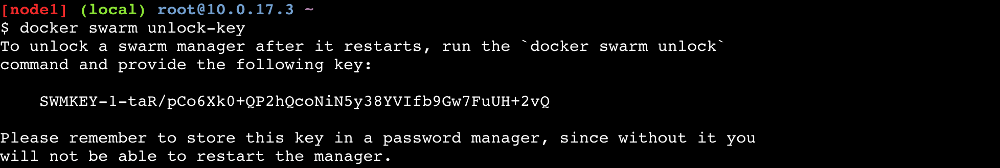 [node1] (local) root@10.0.17.3 ~
$ docker swarm unlock-key
To unlock a swarm manager after it restarts, run the `docker swarm unlock`
command and provide the following key:
SWMKEY-1-taR/pCo6Xk0+QP2hQcoNiN5y38YVIfb9Gw7FuUH+2vQ
Please remember to store this key in a password manager, since without it you
will not be able to restart the manager.